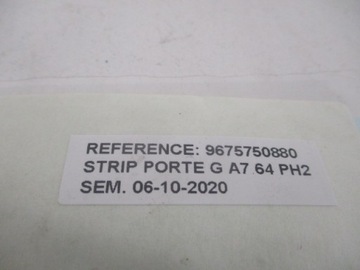 REFERENCE: 9675750880
STRIP PORTE G A7 64 PH2
SEM. 06-10-2020